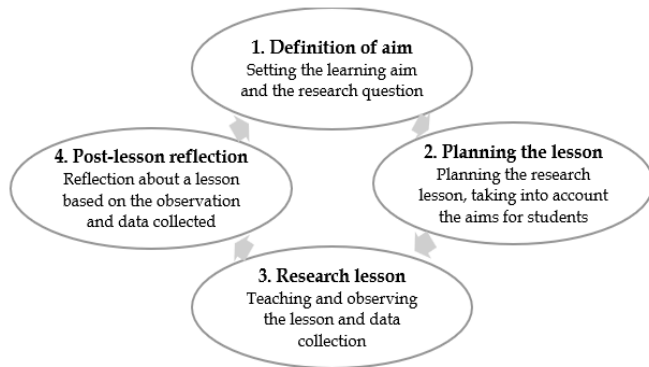 1. Definition of aim
Setting the learning aim
and the research question
2. Planning the lesson
Planning the research
lesson, taking into account
the aims for students
3. Research lesson
Teaching and observing
the lesson and data
collection
4. Post-lesson reflection
Reflection about a lesson
based on the observation
and data collected